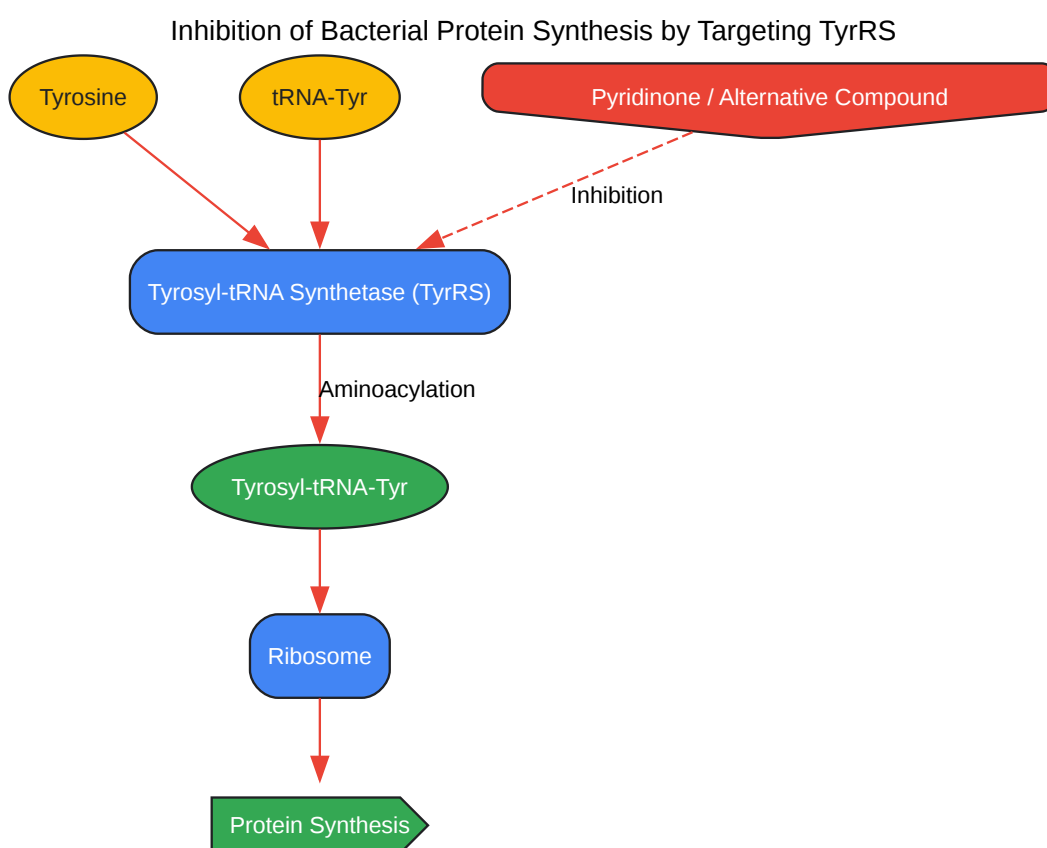 Inhibition of Bacterial Protein Synthesis by Targeting TyrRS
Tyrosine
tRNA-Tyr
Pyridinone / Alternative Compound
Inhibition
Tyrosyl-tRNA Synthetase (TyrRS)
Aminoacylation
Tyrosyl-tRNA-Tyr
Ribosome
Protein Synthesis